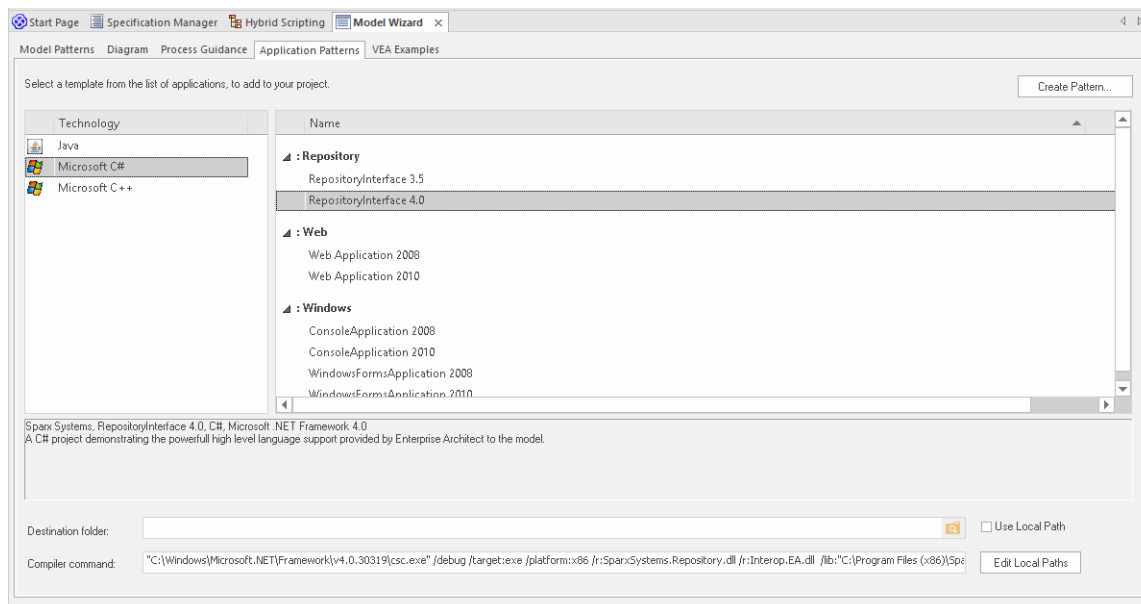 Start Page Specification Manager Hybrid Scripting Model Wizard
Model Patterns Diagram Process Guidance Application Patterns VEA Examples
Select a template from the list of applications, to add to your project.
Create Pattern...
Technology
Java
Microsoft C#
Microsoft C++
Name
: Repository
RepositoryInterface 3.5
RepositoryInterface 4.0
: Web
Web Application 2008
Web Application 2010
: Windows
ConsoleApplication 2008
ConsoleApplication 2010
WindowsFormsApplication 2008
WindowsFormsApplication 2010
Sparx Systems, RepositoryInterface 4.0, C#, Microsoft .NET Framework 4.0
A C# project demonstrating the powerfull high level language support provided by Enterprise Architect to the model.
Destination folder:
Use Local Path
Compiler command: "C:\Windows\Microsoft.NET\Framework\v4.0.30319\csc.exe" /debug /target:exe /platform:x86 /r:SparxSystems.Repository.dll /r:Interop.EA.dll /lib:"C:\Program Files (x86)\Spa
Edit Local Paths